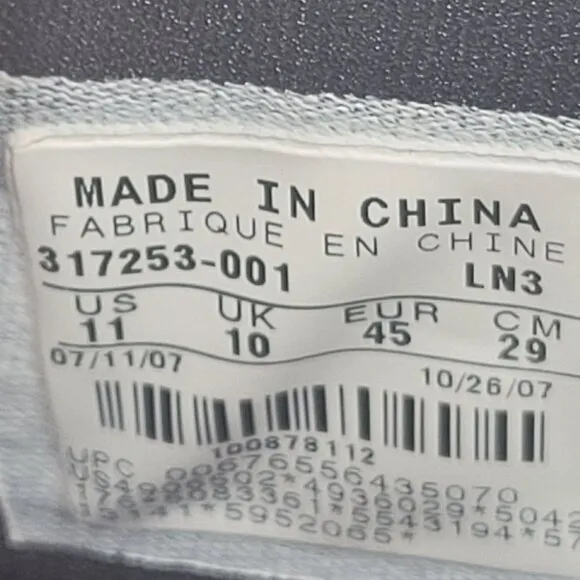 MADE IN CHINA
FABRIQUE EN CHINE
317253-001 LN3
US UK EUR CM
11 10 45 29
07/11/07 10/26/07
100878112
UPC 00676556435070